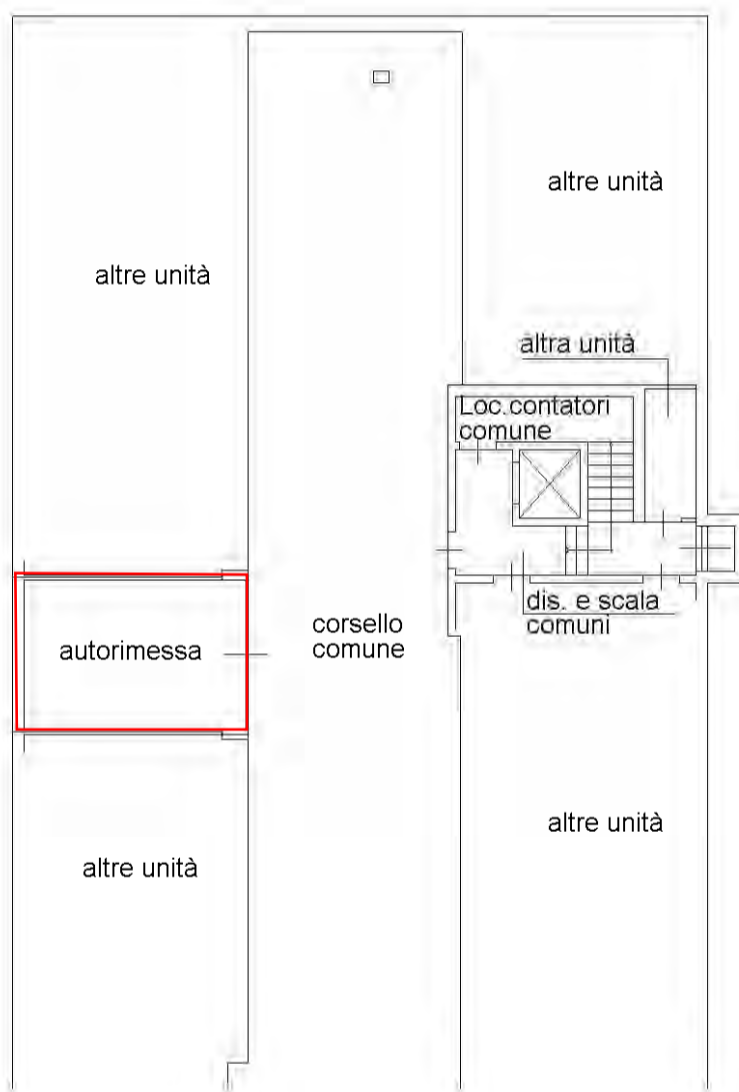 altre unità
altre unità
altra unità
Loc.contatori
comune
dis. e scala
comuni
corsello
comune
autorimessa
altre unità
altre unità